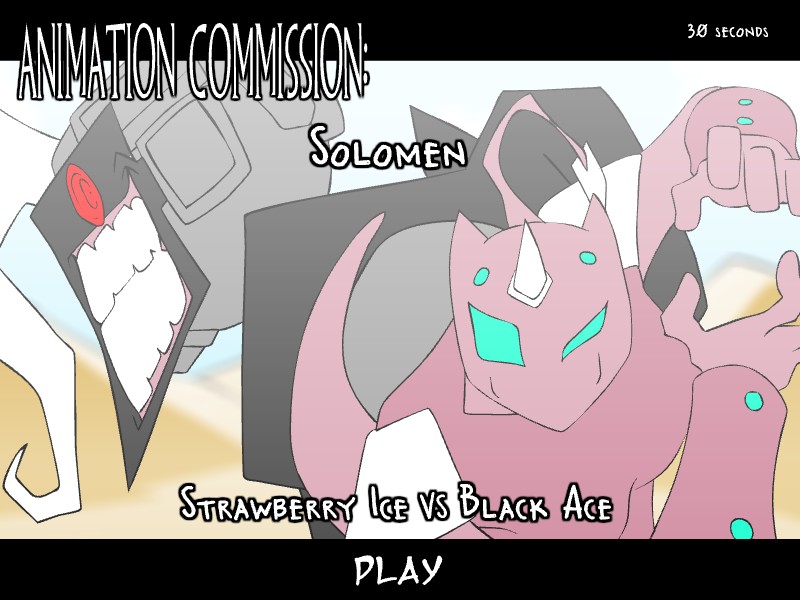 ANIMATION COMMISSION:
30 SECONDS
SOLOMEN
STRAWBERRY ICE VS BLACK ACE
PLAY